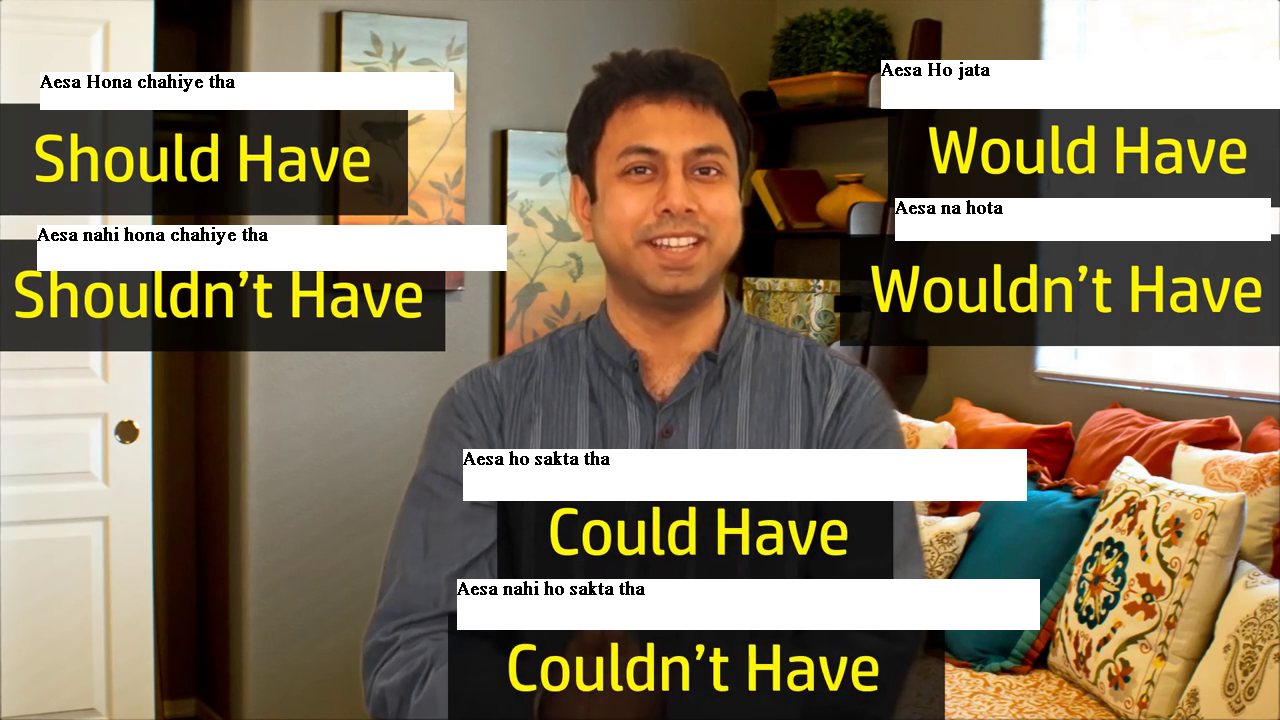 Aesa Hona chahiye tha
Should Have
Aesa nahi hona chahiye tha
Shouldn’t Have
Aesa Ho jata
Would Have
Aesa na hota
Wouldn’t Have
Aesa ho sakta tha
Could Have
Aesa nahi ho sakta tha
Couldn’t Have